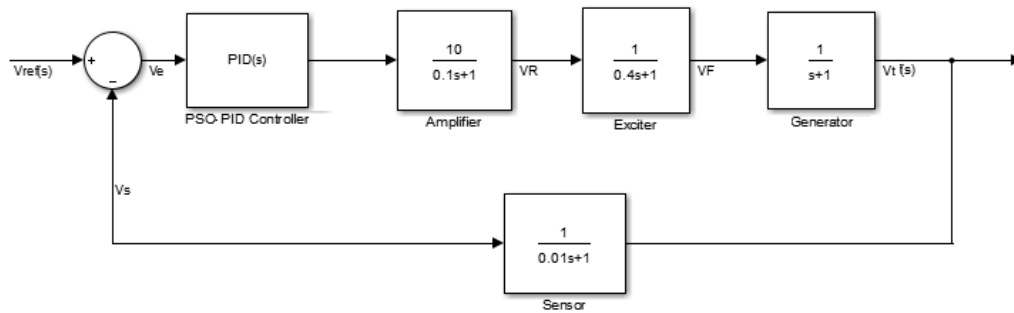 Vref(s)
+
−
Ve
PID(s)
PSO-PID Controller
10
0.1s+1
Amplifier
VR
1
0.4s+1
Exciter
VF
1
s+1
Generator
Vt f(s)
Vs
1
0.01s+1
Sensor